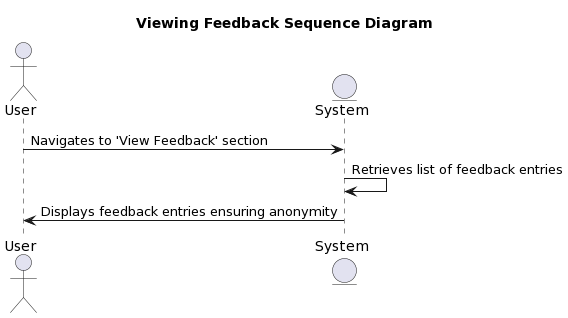 Viewing Feedback Sequence Diagram
User
System
Navigates to 'View Feedback' section
Retrieves list of feedback entries
Displays feedback entries ensuring anonymity
User
System